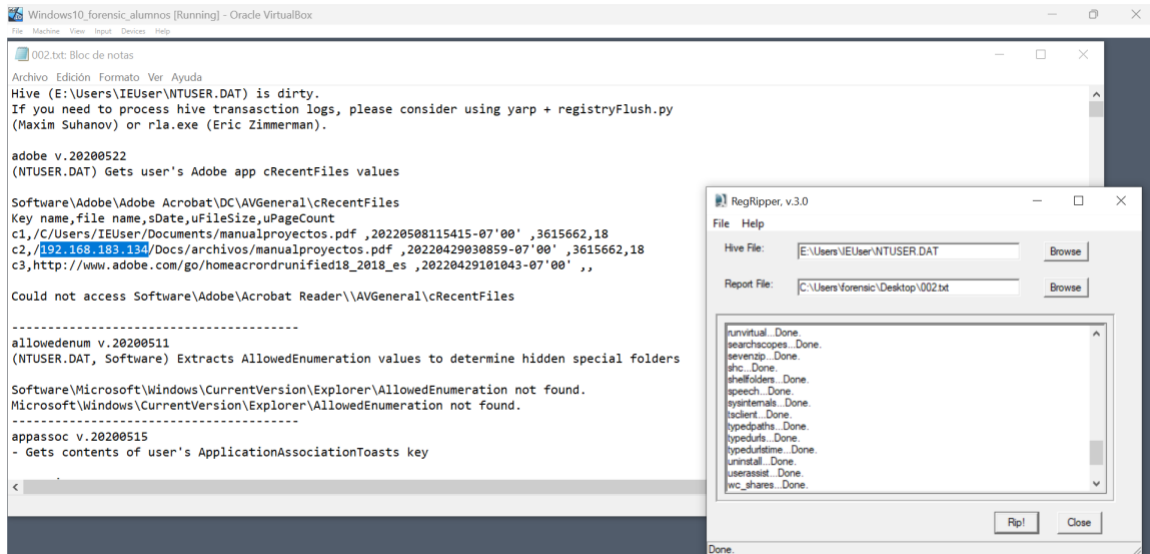 Windows10_forensic_alumnos [Running] - Oracle VirtualBox
File Machine View Input Devices Help
002.txt: Bloc de notas
Archivo Edición Formato Ver Ayuda
Hive (E:\Users\IEUser\NTUSER.DAT) is dirty.
If you need to process hive transasction logs, please consider using yarp + registryFlush.py
(Maxim Suhanov) or rla.exe (Eric Zimmerman).
adobe v.20200522
(NTUSER.DAT) Gets user's Adobe app cRecentFiles values
Software\Adobe\Adobe Acrobat\DC\AVGeneral\cRecentFiles
Key name,file name,sDate,uFileSize,uPageCount
c1,/C/Users/IEUser/Documents/manualproyectos.pdf ,20220508115415-07'00' ,3615662,18
c2,/192.168.183.134/Docs/archivos/manualproyectos.pdf ,20220429030859-07'00' ,3615662,18
c3,http://www.adobe.com/go/homeacrordrunified18_2018_es ,20220429101043-07'00' ,,
Could not access Software\Adobe\Acrobat Reader\\AVGeneral\cRecentFiles
----------------------------------------
allowedenum v.20200511
(NTUSER.DAT, Software) Extracts AllowedEnumeration values to determine hidden special folders
Software\Microsoft\Windows\CurrentVersion\Explorer\AllowedEnumeration not found.
Microsoft\Windows\CurrentVersion\Explorer\AllowedEnumeration not found.
----------------------------------------
appassoc v.20200515
- Gets contents of user's ApplicationAssociationToasts key
RegRipper, v.3.0
File Help
Hive File: E:\Users\IEUser\NTUSER.DAT Browse
Report File: C:\Users\forensic\Desktop\002.txt Browse
runvirtual...Done.
searchscopes...Done.
sevenzip...Done.
shc...Done.
shellfolders...Done.
speech...Done.
sysinternals...Done.
tsclient...Done.
typedpaths...Done.
typedurls...Done.
typedurlstime...Done.
uninstall...Done.
userassist...Done.
wc_shares...Done.
Rip! Close
Done.